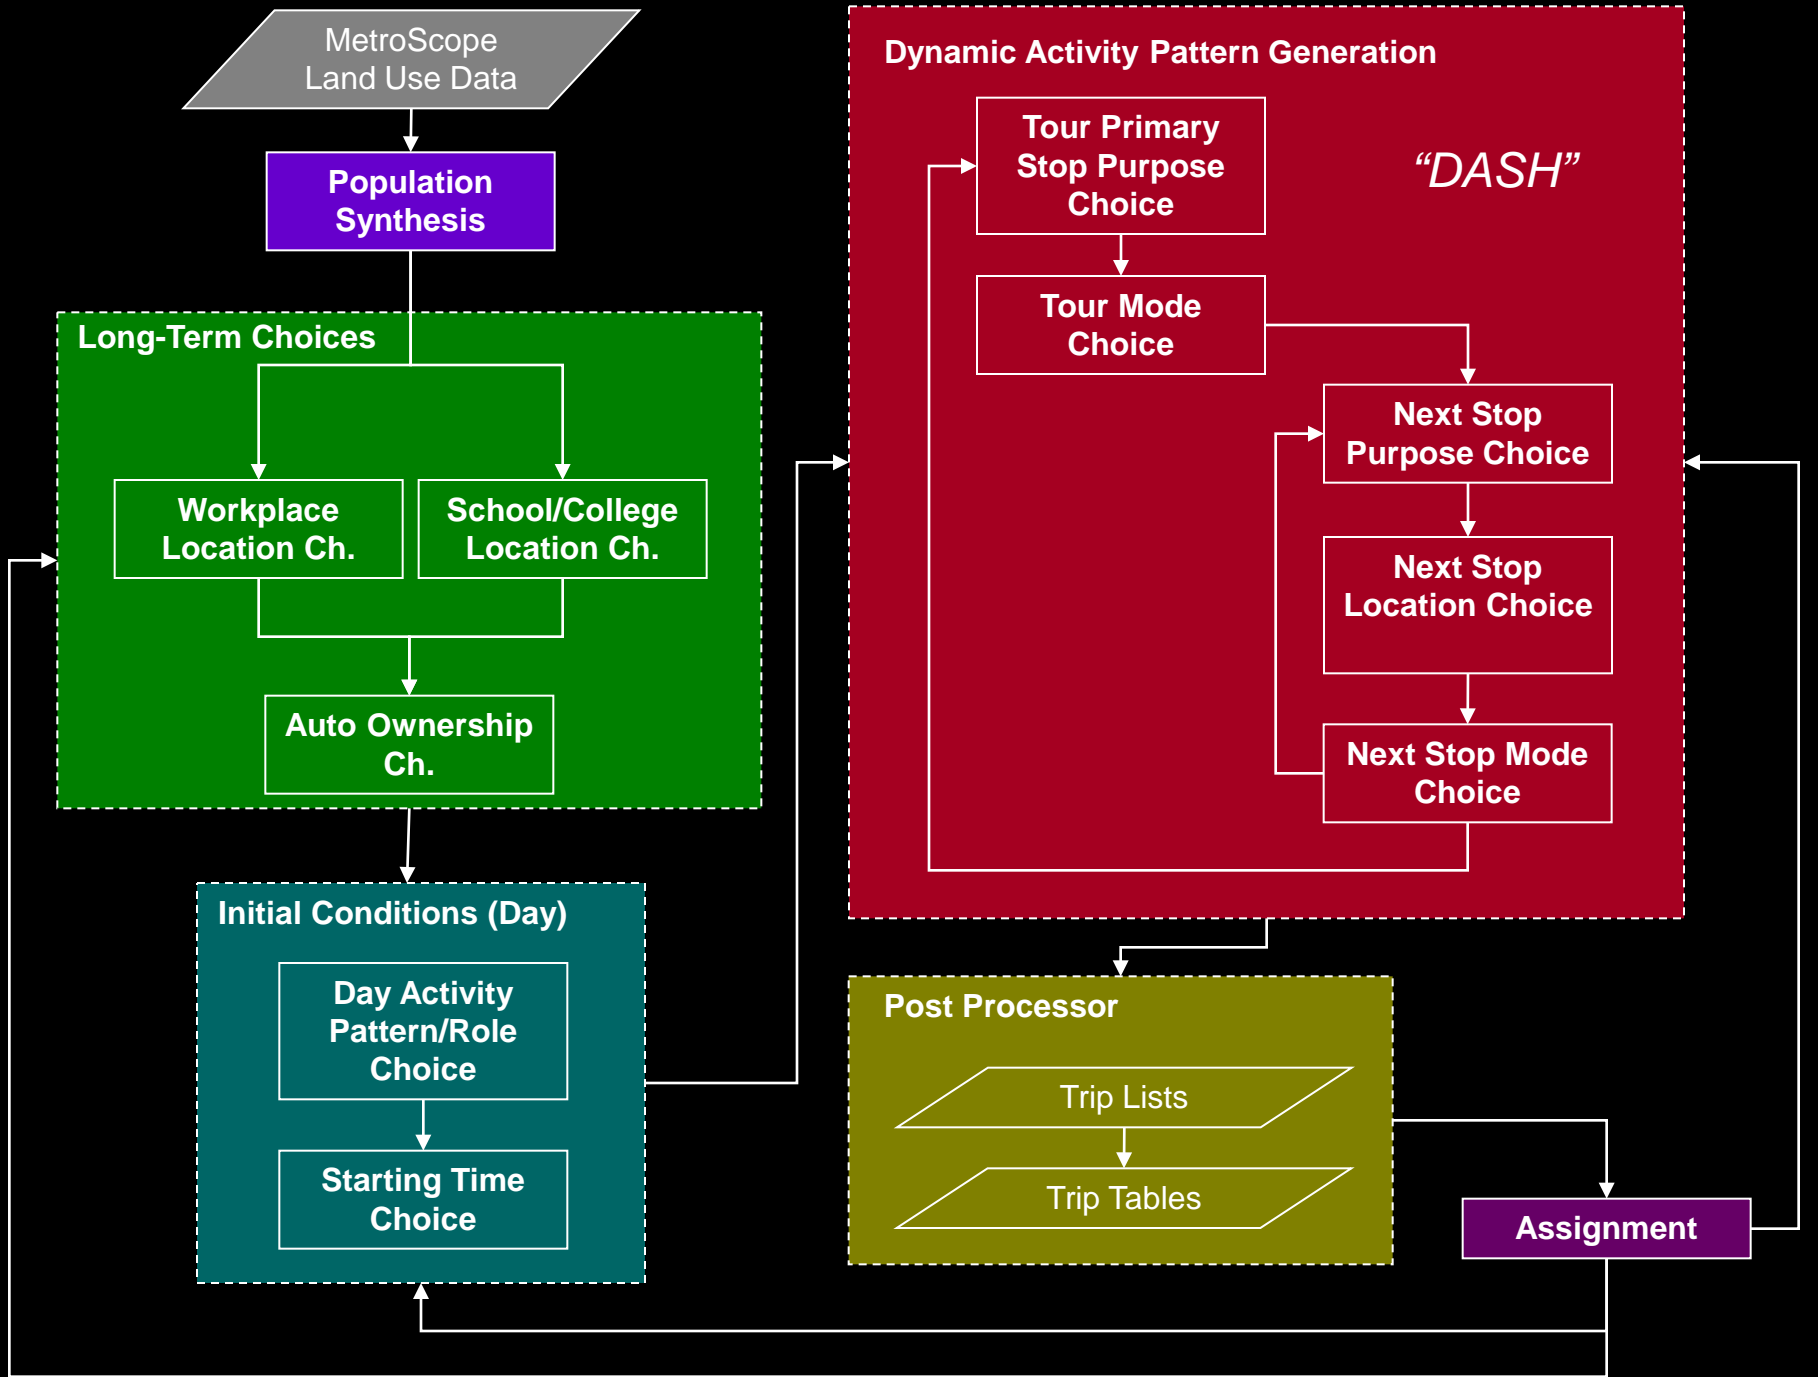 MetroScope
Land Use Data
Population
Synthesis
Long-Term Choices
Workplace
Location Ch.
School/College
Location Ch.
Auto Ownership
Ch.
Initial Conditions (Day)
Day Activity
Pattern/Role
Choice
Starting Time
Choice
Dynamic Activity Pattern Generation
“DASH”
Tour Primary
Stop Purpose
Choice
Tour Mode
Choice
Next Stop
Purpose Choice
Next Stop
Location Choice
Next Stop Mode
Choice
Post Processor
Trip Lists
Trip Tables
Assignment